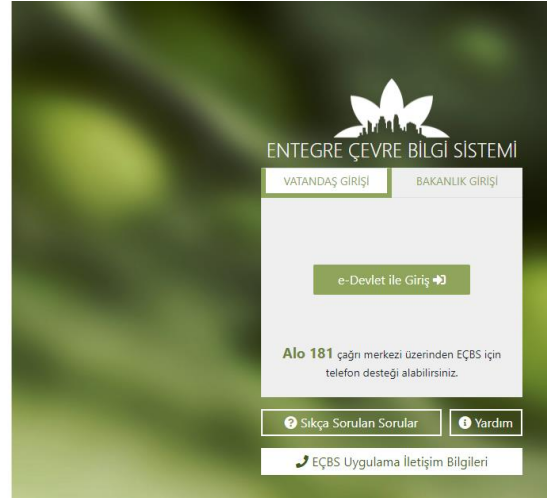 ENTEGRE ÇEVRE BİLGİ SİSTEMİ
VATANDAŞ GİRİŞİ
BAKANLIK GİRİŞİ
e-Devlet ile Giriş
Alo 181 çağrı merkezi üzerinden EÇBS için
telefon desteği alabilirsiniz.
Sıkça Sorulan Sorular
Yardım
EÇBS Uygulama İletişim Bilgileri